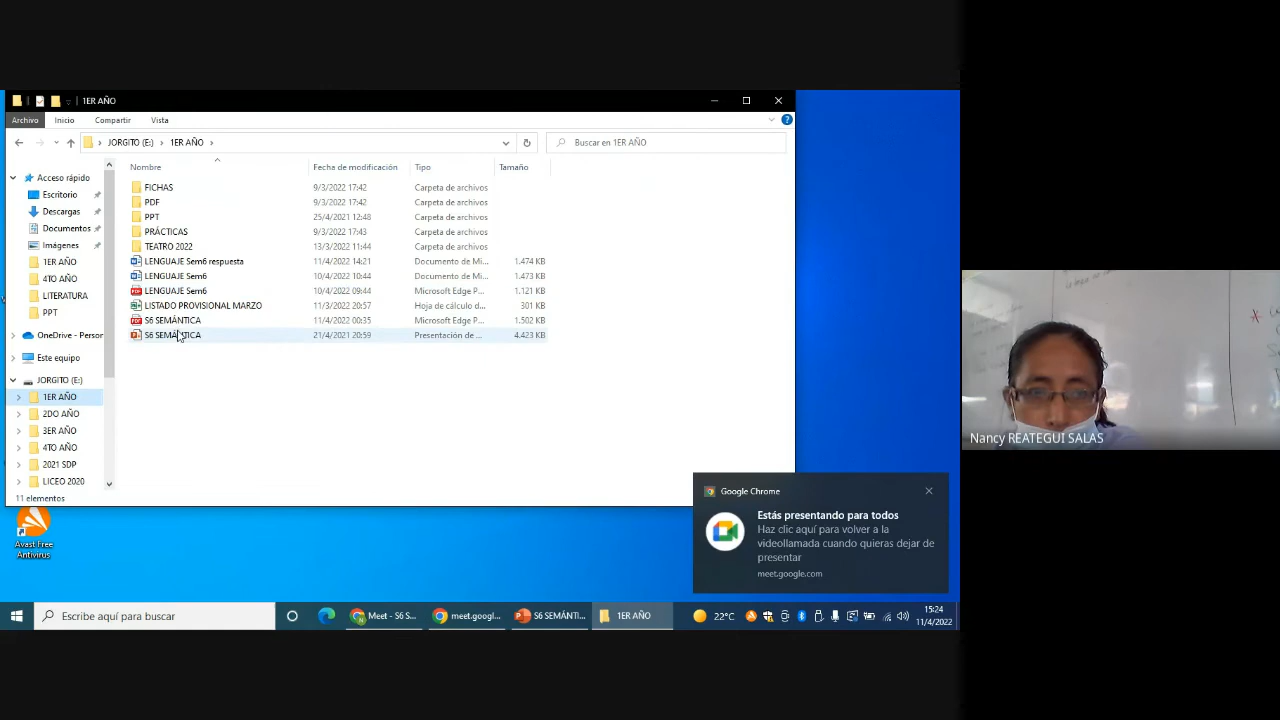 1ER AÑO
Archivo Inicio Compartir Vista
JORGITO (E:) > 1ER AÑO >
Buscar en 1ER AÑO
Nombre Fecha de modificación Tipo Tamaño
FICHAS 9/3/2022 17:42 Carpeta de archivos
PDF 9/3/2022 17:42 Carpeta de archivos
PPT 25/4/2021 12:48 Carpeta de archivos
PRÁCTICAS 9/3/2022 17:43 Carpeta de archivos
TEATRO 2022 13/3/2022 11:44 Carpeta de archivos
LENGUAJE Sem6 respuesta 11/4/2022 14:21 Documento de Mi... 1.474 KB
LENGUAJE Sem6 10/4/2022 10:44 Documento de Mi... 1.473 KB
LENGUAJE Sem6 10/4/2022 09:44 Microsoft Edge P... 1.121 KB
LISTADO PROVISIONAL MARZO 11/3/2022 20:57 Hoja de cálculo d... 301 KB
S6 SEMÁNTICA 11/4/2022 00:35 Microsoft Edge P... 1.502 KB
S6 SEMÁNTICA 21/4/2021 20:59 Presentación de ... 4.423 KB
Acceso rápido
Escritorio
Descargas
Documentos
Imágenes
1ER AÑO
4TO AÑO
LITERATURA
PPT
OneDrive - Person
Este equipo
JORGITO (E:)
1ER AÑO
2DO AÑO
3ER AÑO
4TO AÑO
2021 SDP
LICEO 2020
11 elementos
Avast Free
Antivirus
Google Chrome
Estás presentando para todos
Haz clic aquí para volver a la
videollamada cuando quieras dejar de
presentar
meet.google.com
Escribe aquí para buscar
Meet - S6 S...
meet.googl...
S6 SEMÁNTI...
1ER AÑO
22°C
15:24
11/4/2022
Nancy REATEGUI SALAS